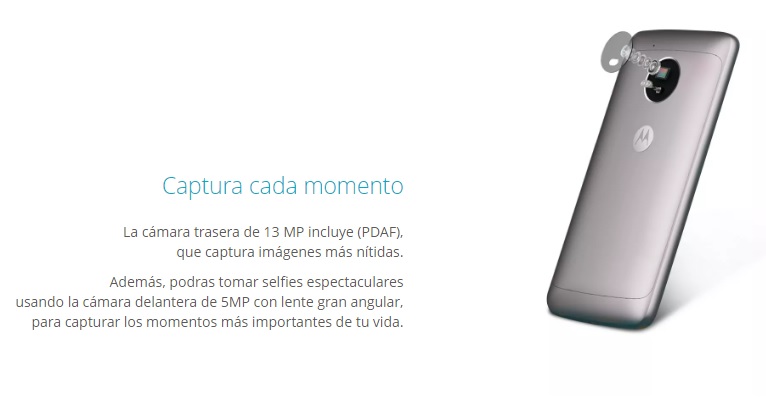 Captura cada momento
La cámara trasera de 13 MP incluye (PDAF),
que captura imágenes más nítidas.
Además, podras tomar selfies espectaculares
usando la cámara delantera de 5MP con lente gran angular,
para capturar los momentos más importantes de tu vida.